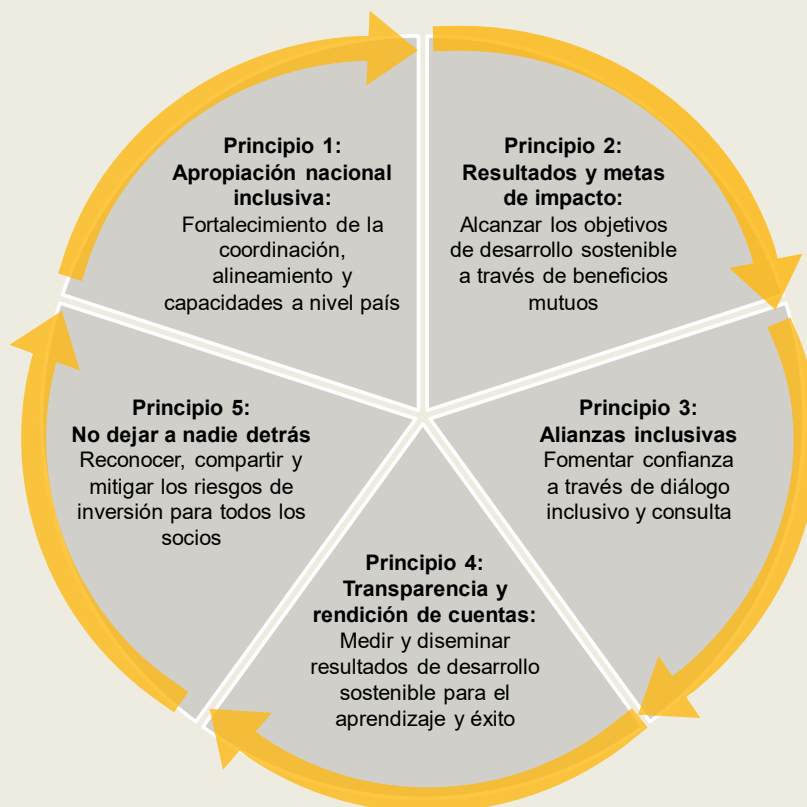 Principio 1:
Apropiación nacional
inclusiva:
Fortalecimiento de la
coordinación,
alineamiento y
capacidades a nivel país
Principio 2:
Resultados y metas
de impacto:
Alcanzar los objetivos
de desarrollo sostenible
a través de beneficios
mutuos
Principio 3:
Alianzas inclusivas
Fomentar confianza
a través de diálogo
inclusivo y consulta
Principio 4:
Transparencia y
rendición de cuentas:
Medir y diseminar
resultados de desarrollo
sostenible para el
aprendizaje y éxito
Principio 5:
No dejar a nadie detrás
Reconocer, compartir y
mitigar los riesgos de
inversión para todos los
socios